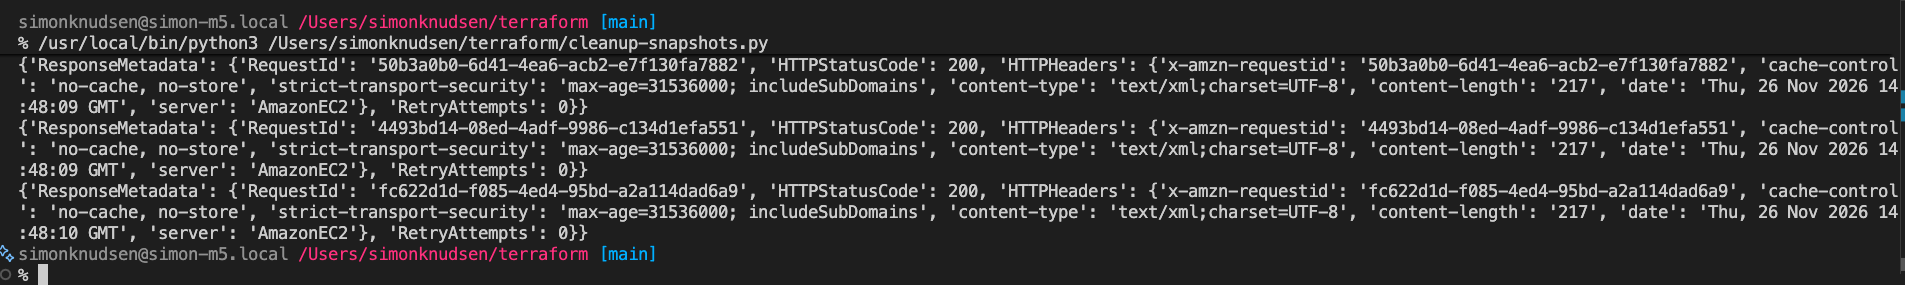 simonknudsen@simon-m5.local /Users/simonknudsen/terraform [main]
% /usr/local/bin/python3 /Users/simonknudsen/terraform/cleanup-snapshots.py
{'ResponseMetadata': {'RequestId': '50b3a0b0-6d41-4ea6-acb2-e7f130fa7882', 'HTTPStatusCode': 200, 'HTTPHeaders': {'x-amzn-requestid': '50b3a0b0-6d41-4ea6-acb2-e7f130fa7882', 'cache-control
': 'no-cache, no-store', 'strict-transport-security': 'max-age=31536000; includeSubDomains', 'content-type': 'text/xml;charset=UTF-8', 'content-length': '217', 'date': 'Thu, 26 Nov 2026 14
:48:09 GMT', 'server': 'AmazonEC2'}, 'RetryAttempts': 0}}
{'ResponseMetadata': {'RequestId': '4493bd14-08ed-4adf-9986-c134d1efa551', 'HTTPStatusCode': 200, 'HTTPHeaders': {'x-amzn-requestid': '4493bd14-08ed-4adf-9986-c134d1efa551', 'cache-control
': 'no-cache, no-store', 'strict-transport-security': 'max-age=31536000; includeSubDomains', 'content-type': 'text/xml;charset=UTF-8', 'content-length': '217', 'date': 'Thu, 26 Nov 2026 14
:48:09 GMT', 'server': 'AmazonEC2'}, 'RetryAttempts': 0}}
{'ResponseMetadata': {'RequestId': 'fc622d1d-f085-4ed4-95bd-a2a114dad6a9', 'HTTPStatusCode': 200, 'HTTPHeaders': {'x-amzn-requestid': 'fc622d1d-f085-4ed4-95bd-a2a114dad6a9', 'cache-control
': 'no-cache, no-store', 'strict-transport-security': 'max-age=31536000; includeSubDomains', 'content-type': 'text/xml;charset=UTF-8', 'content-length': '217', 'date': 'Thu, 26 Nov 2026 14
:48:10 GMT', 'server': 'AmazonEC2'}, 'RetryAttempts': 0}}
simonknudsen@simon-m5.local /Users/simonknudsen/terraform [main]
%